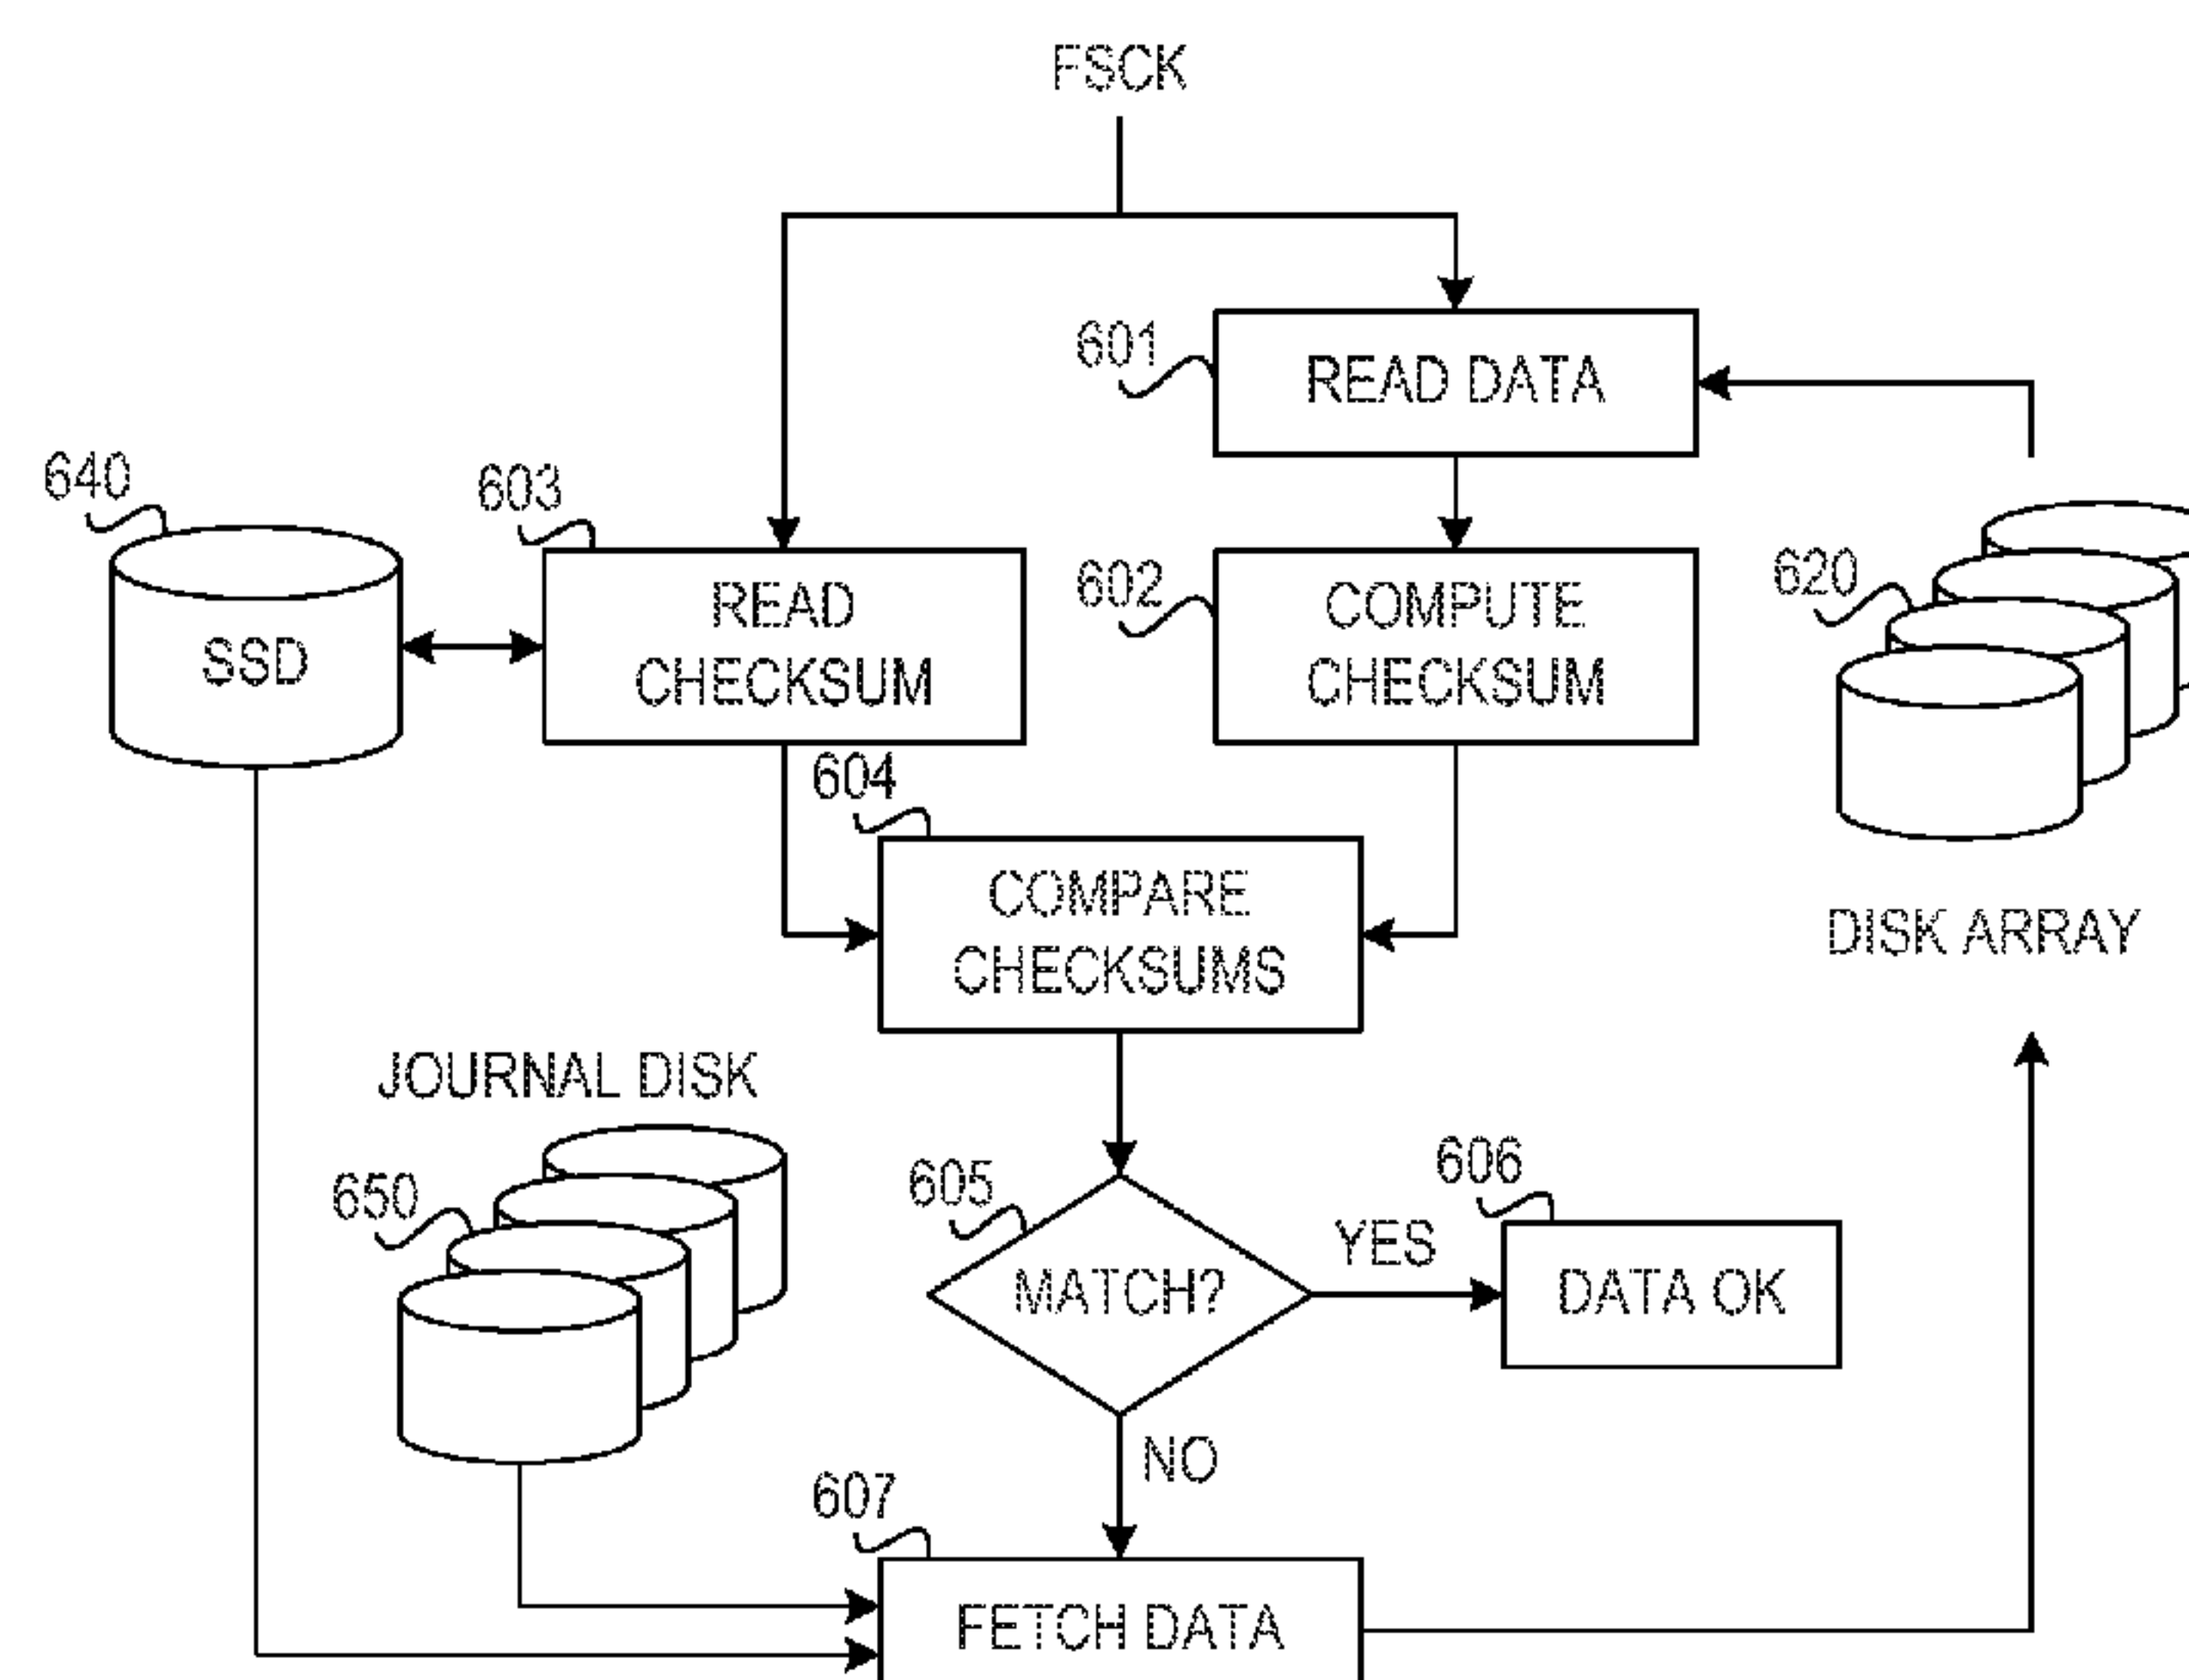 FSCK
601
READ DATA
640
603
602
620
SSD
READ
CHECKSUM
COMPUTE
CHECKSUM
604
COMPARE
CHECKSUMS
DISK ARRAY
JOURNAL DISK
650
605
606
MATCH?
YES
DATA OK
NO
607
FETCH DATA